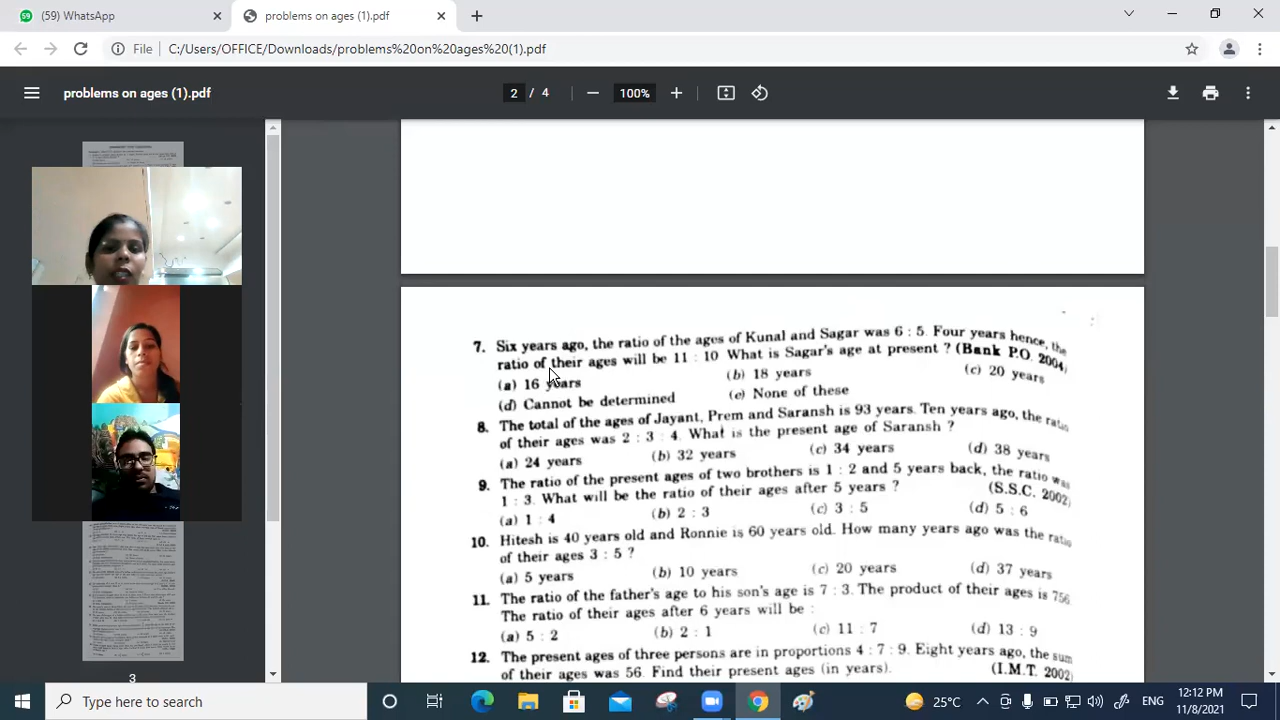 (59) WhatsApp
problems on ages (1).pdf
File C:/Users/OFFICE/Downloads/problems%20on%20ages%20(1).pdf
problems on ages (1).pdf
2 / 4
100%
7. Six years ago, the ratio of the ages of Kunal and Sagar was 6 : 5. Four years hence, the
ratio of their ages will be 11 : 10 What is Sagar's age at present ? (Bank P.O. 2004)
(a) 16 years (b) 18 years (c) 20 years
(d) Cannot be determined (e) None of these
8. The total of the ages of Jayant, Prem and Saransh is 93 years. Ten years ago, the ratio
of their ages was 2 : 3 : 4. What is the present age of Saransh ?
(a) 24 years (b) 32 years (c) 34 years (d) 38 years
9. The ratio of the present ages of two brothers is 1 : 2 and 5 years back, the ratio was
1 : 3. What will be the ratio of their ages after 5 years ? (S.S.C. 2002)
(a) 1 : 4 (b) 2 : 3 (c) 3 : 5 (d) 5 : 6
10. Hitesh is 40 years old and Ronnie is 60 years old. How many years ago was the ratio
of their ages 3 : 5 ?
(a) 5 years (b) 10 years (c) 20 years (d) 37 years
11. The ratio of the father's age to his son's age is 7 : 3. The product of their ages is 756
The ratio of their ages after 6 years will be :
(a) 5 : 2 (b) 2 : 1 (c) 11 : 7 (d) 13 : 9
12. The present ages of three persons are in proportions 4 : 7 : 9. Eight years ago, the sum
of their ages was 56. Find their present ages (in years). (I.M.T. 2002)
3
Type here to search
25°C
ENG
12:12 PM
11/8/2021